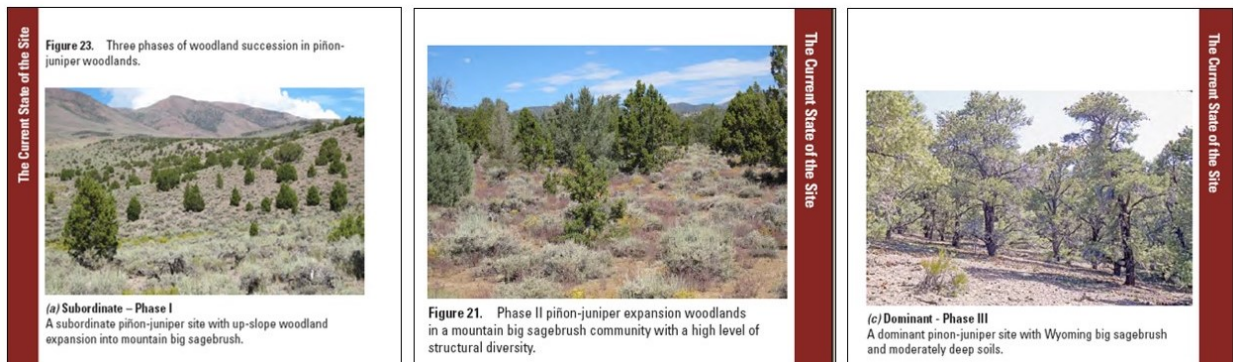 The Current State of the Site
Figure 23. Three phases of woodland succession in piñon-
juniper woodlands.
(a) Subordinate – Phase I
A subordinate piñon-juniper site with up-slope woodland
expansion into mountain big sagebrush.
The Current State of the Site
Figure 21. Phase II piñon-juniper expansion woodlands
in a mountain big sagebrush community with a high level of
structural diversity.
The Current State of the Site
(c) Dominant - Phase III
A dominant pinon-juniper site with Wyoming big sagebrush
and moderately deep soils.